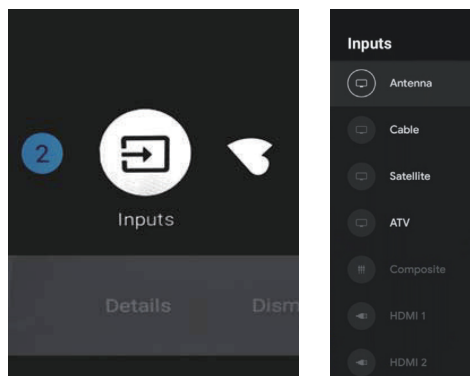 2
Inputs
Details
Dism
Inputs
Antenna
Cable
Satellite
ATV
Composite
HDMI 1
HDMI 2